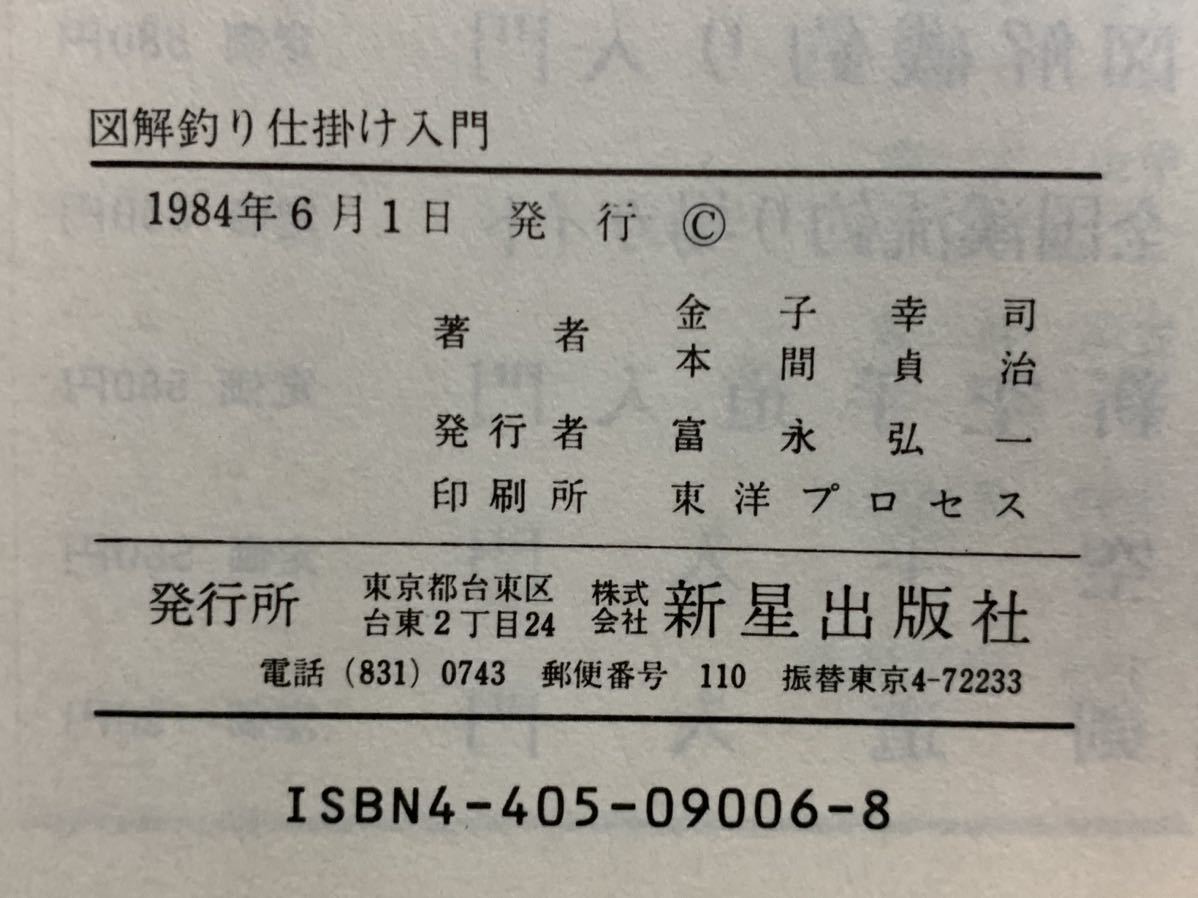 図解釣り仕掛け入門
1984年6月1日 発行 ©
著者 金子幸司
本間貞治
発行者 富永弘一
印刷所 東洋プロセス
発行所 東京都台東区台東2丁目24 株式会社 新星出版社
電話 (831) 0743 郵便番号 110 振替東京4-72233
ISBN4-405-09006-8